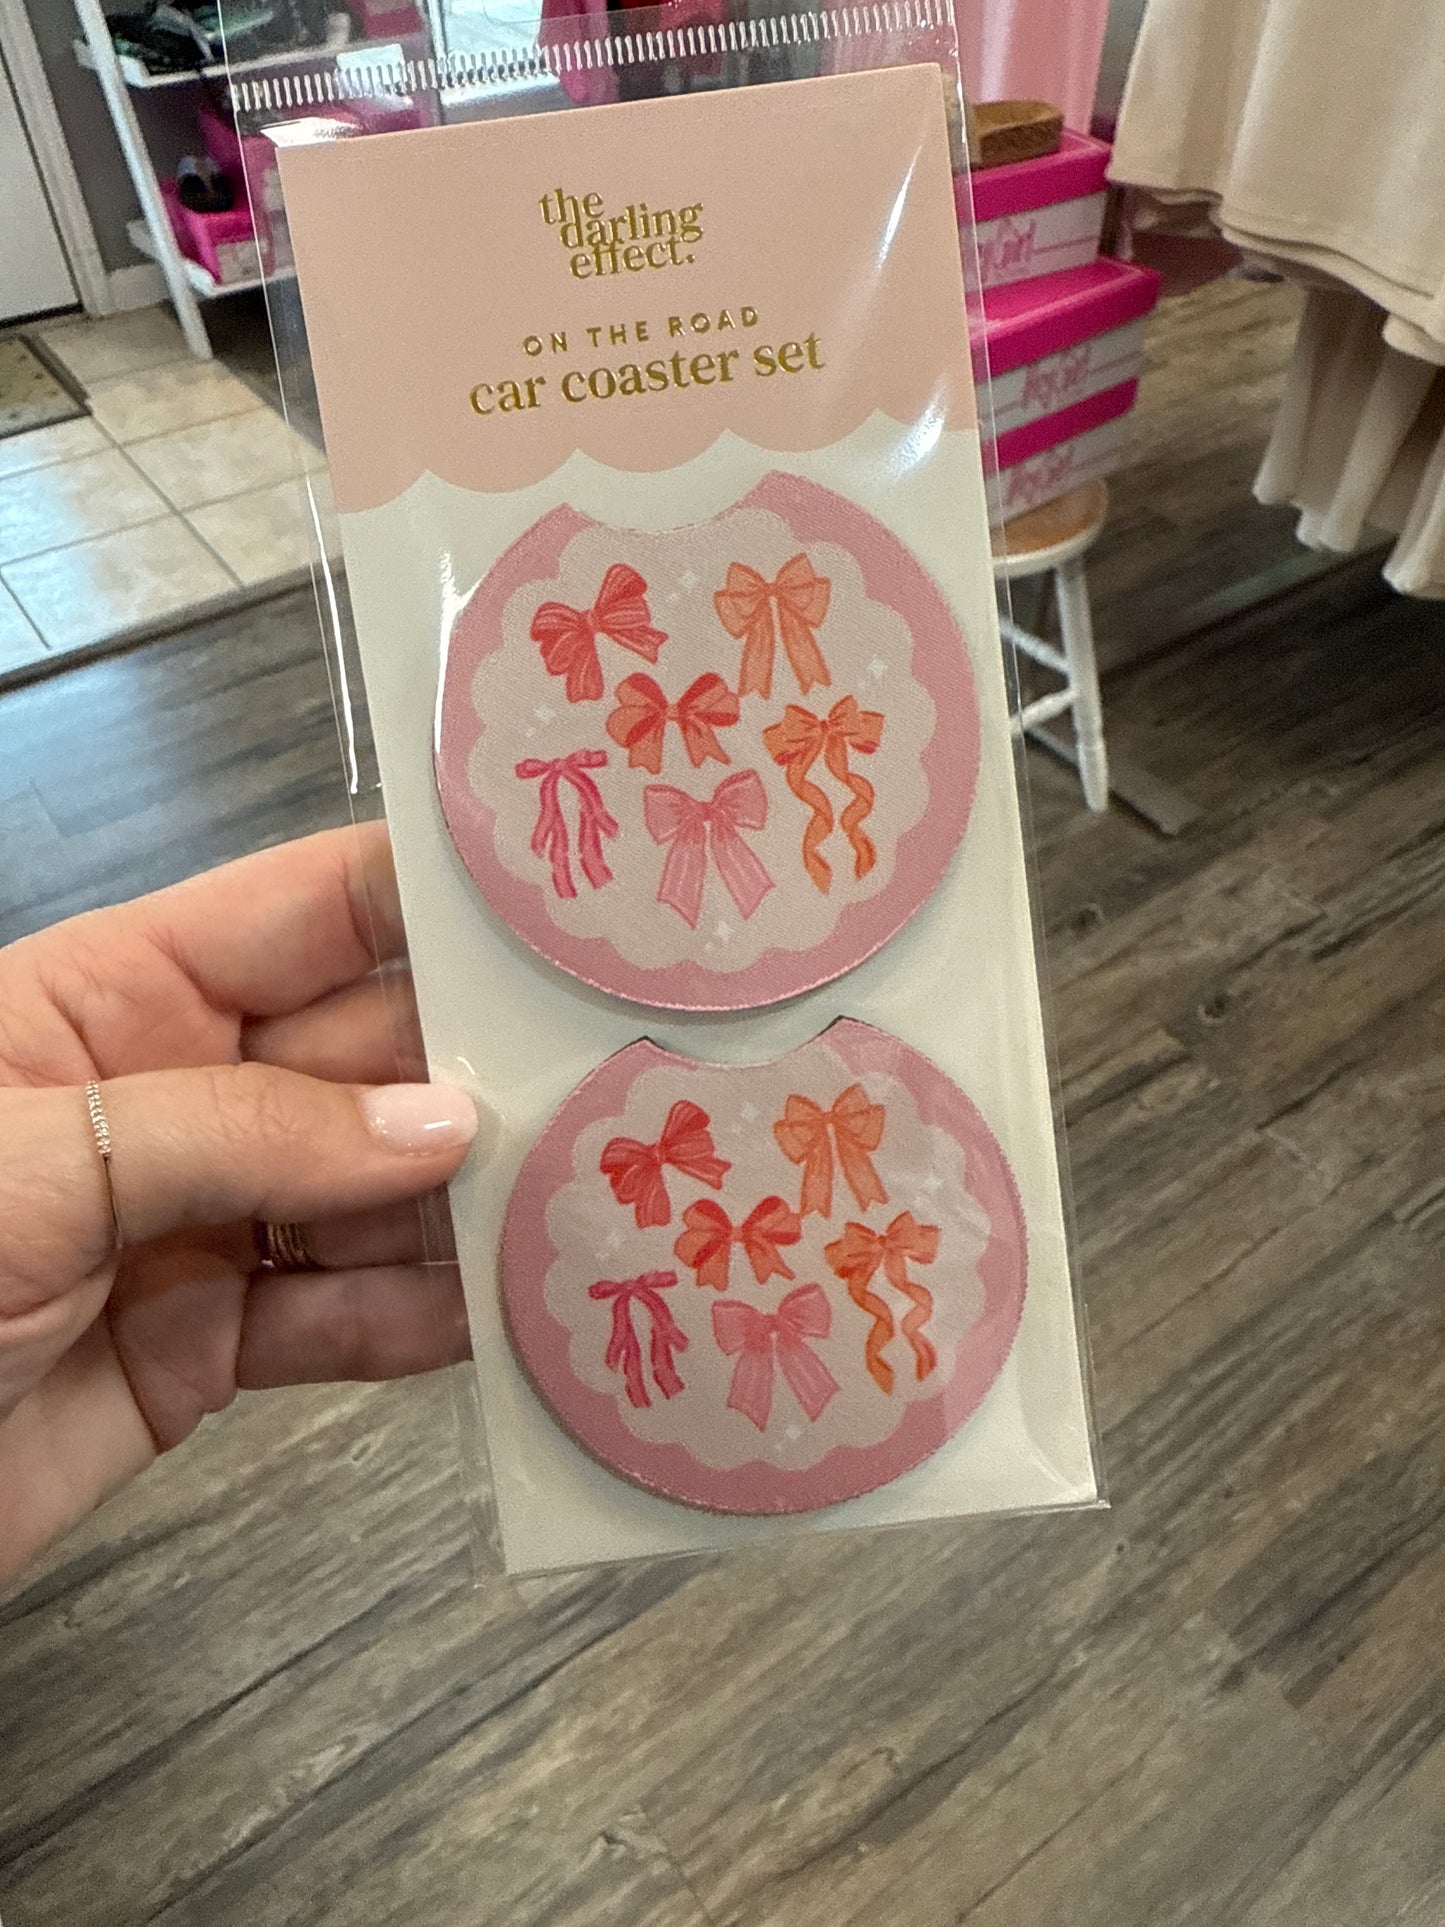 the
darling
effect.
ON THE ROAD
car coaster set